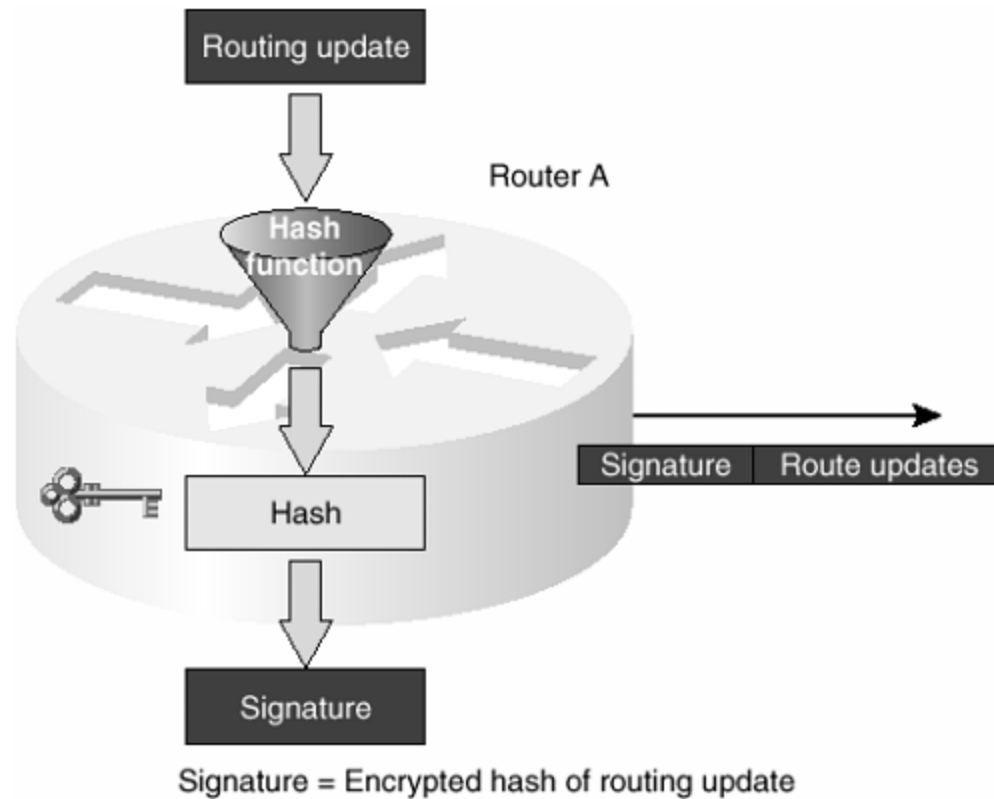 Routing update
Router A
Hash
function
Signature Route updates
Hash
Signature
Signature = Encrypted hash of routing update